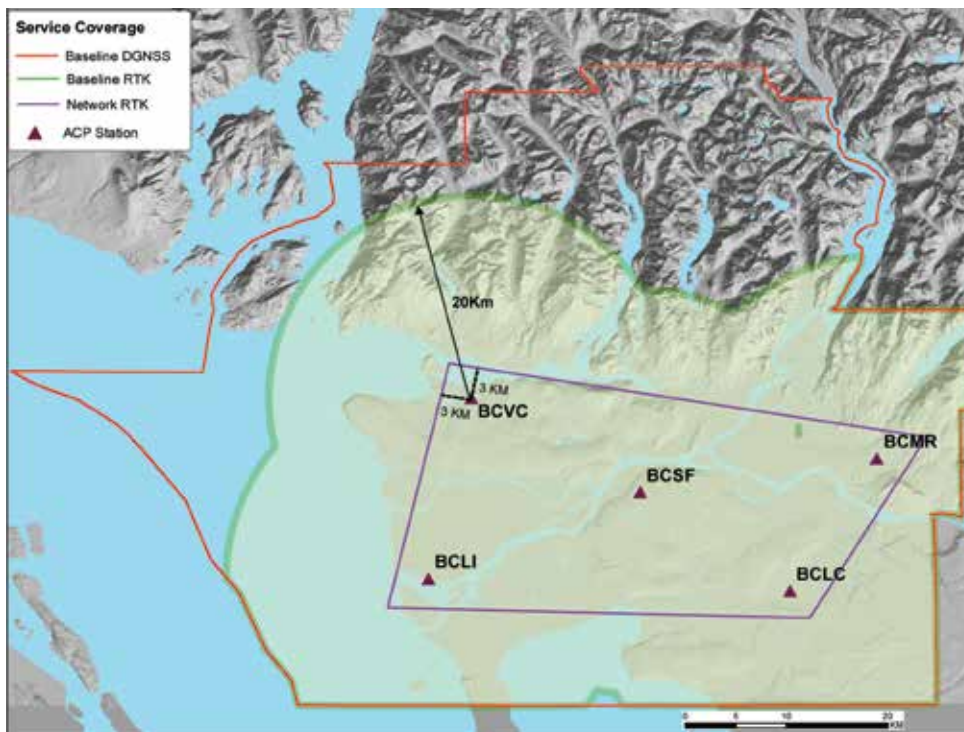 Service Coverage
Baseline DGNSS
Baseline RTK
Network RTK
ACP Station
20Km
3 KM
3 KM
BCVC
BCMR
BCSF
BCLI
BCLC
0 5 10 20
KM